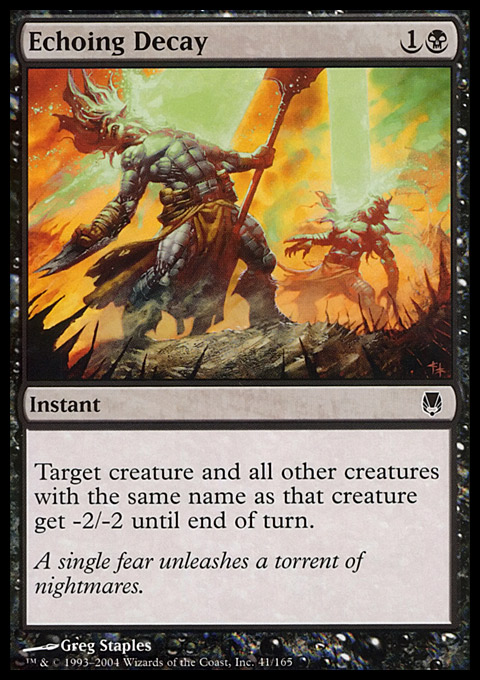 Echoing Decay 1
Instant
Target creature and all other creatures
with the same name as that creature
get -2/-2 until end of turn.
A single fear unleashes a torrent of
nightmares.
Greg Staples
™ & © 1993–2004 Wizards of the Coast, Inc. 41/165